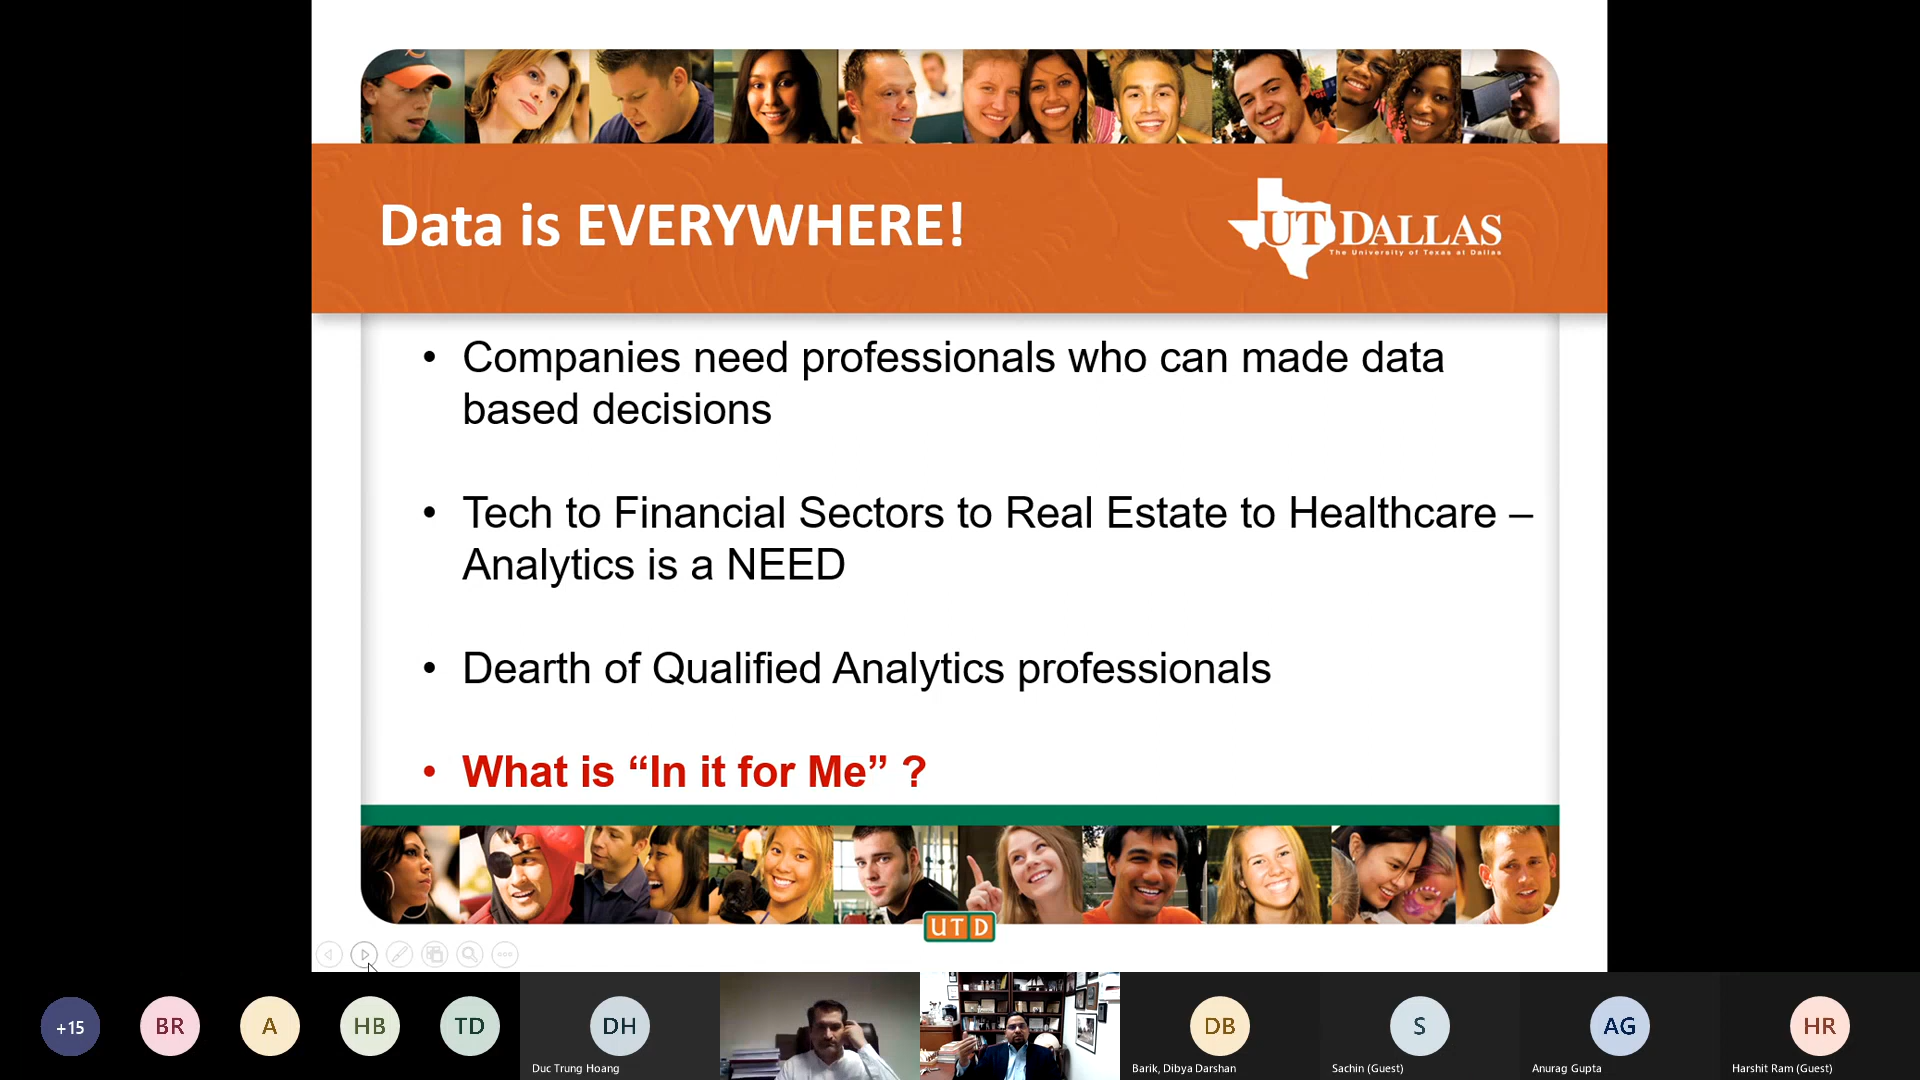 Data is EVERYWHERE!
UT DALLAS
The University of Texas at Dallas
• Companies need professionals who can made data
based decisions
• Tech to Financial Sectors to Real Estate to Healthcare –
Analytics is a NEED
• Dearth of Qualified Analytics professionals
• What is “In it for Me” ?
UTD
+15
BR
A
HB
TD
DH
DB
S
AG
HR
Duc Trung Hoang
Barik, Dibya Darshan
Sachin (Guest)
Anurag Gupta
Harshit Ram (Guest)